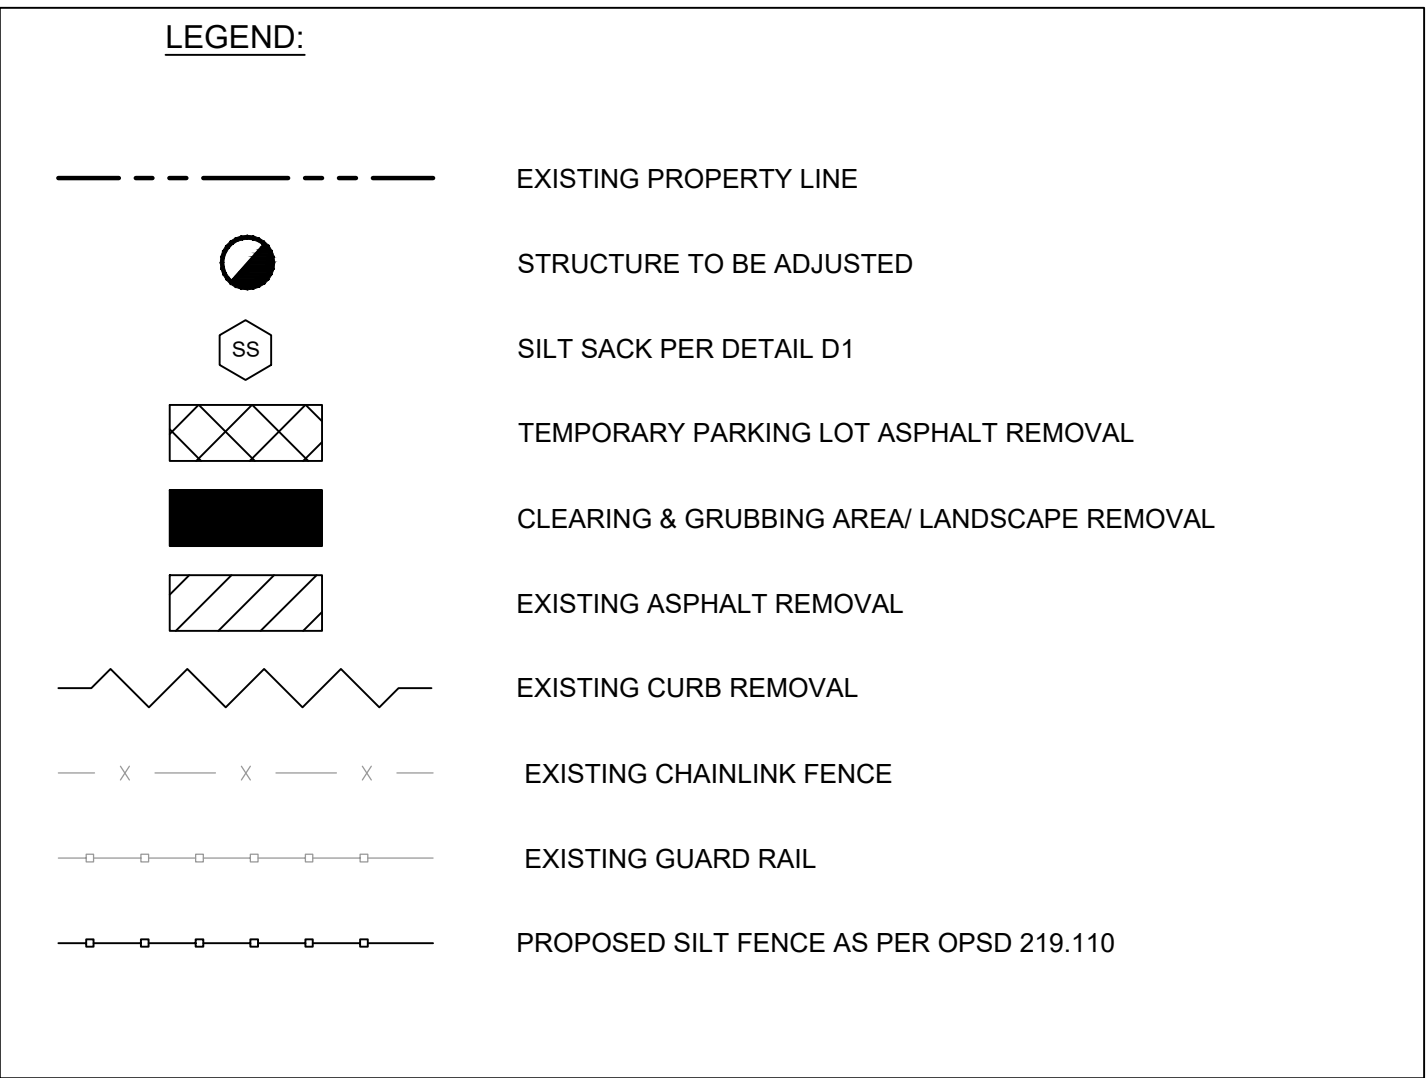 LEGEND:
EXISTING PROPERTY LINE
STRUCTURE TO BE ADJUSTED
SS
SILT SACK PER DETAIL D1
TEMPORARY PARKING LOT ASPHALT REMOVAL
CLEARING & GRUBBING AREA/ LANDSCAPE REMOVAL
EXISTING ASPHALT REMOVAL
EXISTING CURB REMOVAL
X X X
EXISTING CHAINLINK FENCE
EXISTING GUARD RAIL
PROPOSED SILT FENCE AS PER OPSD 219.110